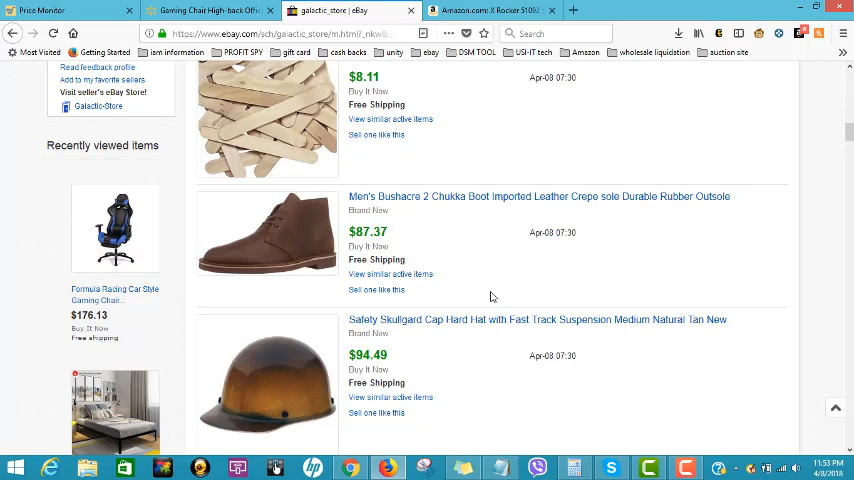 Price Monitor
Gaming Chair High-back Offic
galactic_store | eBay
Amazon.com: X Rocker 51092 S
https://www.ebay.com/sch/galactic_store/m.html?_nkw&
Search
Most Visited
Getting Started
iam information
PROFIT SPY
gift card
cash backs
unity
ebay
DSM TOOL
USI-IT tech
Amazon
wholesale liquidation
auction site
Read feedback profile
Add to my favorite sellers
Visit seller's eBay Store!
Galactic-Store
Recently viewed items
Formula Racing Car Style
Gaming Chair...
$176.13
Buy It Now
Free shipping
$8.11
Apr-08 07:30
Buy It Now
Free Shipping
View similar active items
Sell one like this
Men's Bushacre 2 Chukka Boot Imported Leather Crepe sole Durable Rubber Outsole
Brand New
$87.37
Apr-08 07:30
Buy It Now
Free Shipping
View similar active items
Sell one like this
Safety Skullgard Cap Hard Hat with Fast Track Suspension Medium Natural Tan New
Brand New
$94.49
Apr-08 07:30
Buy It Now
Free Shipping
View similar active items
Sell one like this
11:53 PM
4/8/2018